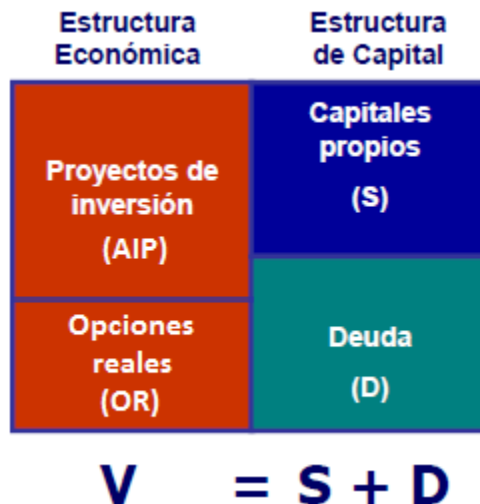 Estructura
Económica
Estructura
de Capital
Proyectos de
inversión
(AIP)
Opciones
reales
(OR)
Capitales
propios
(S)
Deuda
(D)
V = S + D